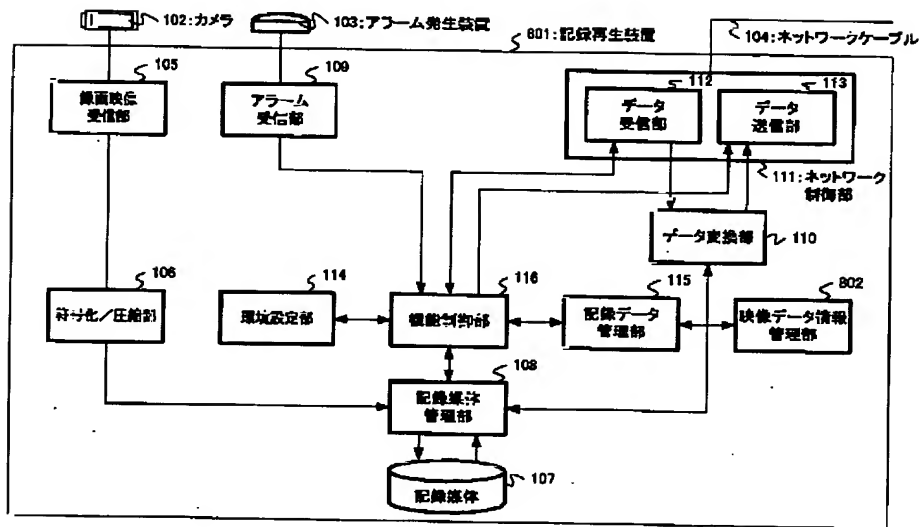 102:カメラ
103:アラーム発生装置
801:記録再生装置
104:ネットワークケーブル
105
録画映像
受信部
109
アラーム
受信部
112
データ
受信部
113
データ
送信部
111:ネットワーク
制御部
データ変換部
110
106
符号化/圧縮部
114
環境設定部
116
機能制御部
115
記録データ
管理部
802
映像データ情報
管理部
108
記録媒体
管理部
記録媒体
107